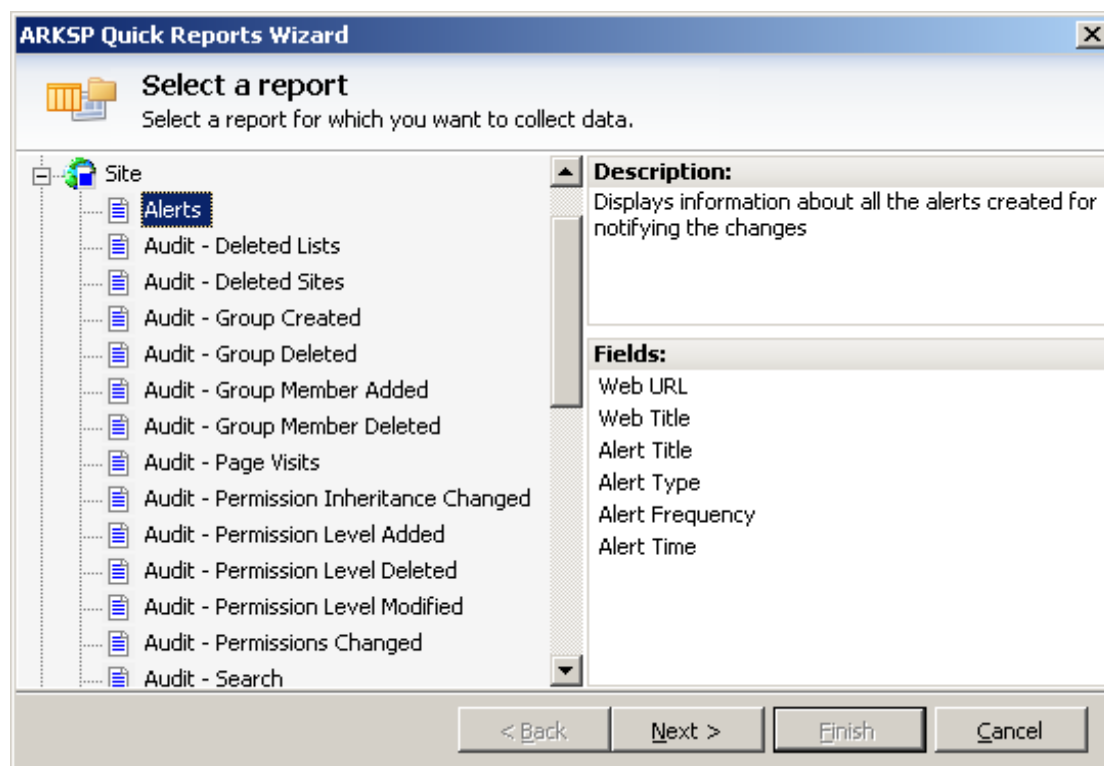 ARKSP Quick Reports Wizard
Select a report
Select a report for which you want to collect data.
Site
Alerts
Audit - Deleted Lists
Audit - Deleted Sites
Audit - Group Created
Audit - Group Deleted
Audit - Group Member Added
Audit - Group Member Deleted
Audit - Page Visits
Audit - Permission Inheritance Changed
Audit - Permission Level Added
Audit - Permission Level Deleted
Audit - Permission Level Modified
Audit - Permissions Changed
Audit - Search
Description:
Displays information about all the alerts created for
notifying the changes
Fields:
Web URL
Web Title
Alert Title
Alert Type
Alert Frequency
Alert Time
< Back
Next >
Finish
Cancel